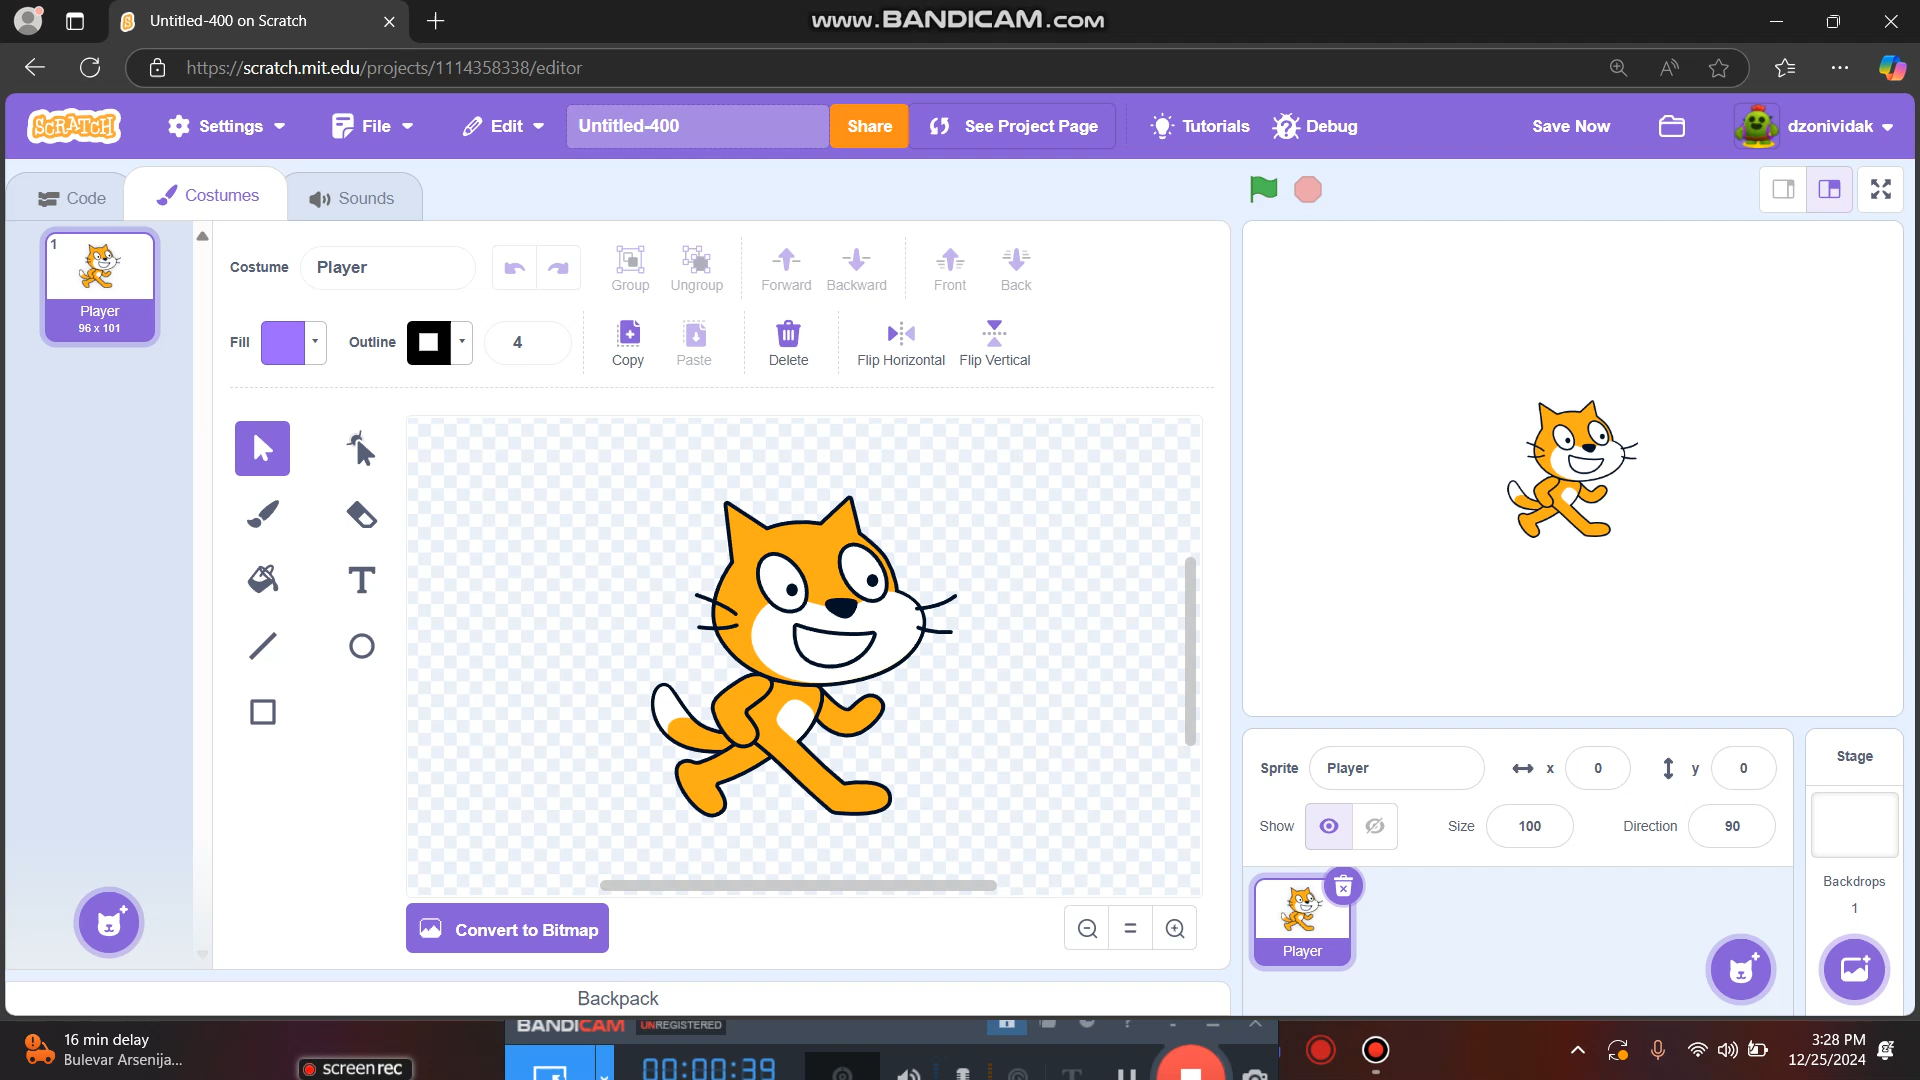 Untitled-400 on Scratch
www.BANDICAM.com
https://scratch.mit.edu/projects/1114358338/editor
SCRATCH
Settings
File
Edit
Untitled-400
Share
See Project Page
Tutorials
Debug
Save Now
dzonividak
Code
Costumes
Sounds
1
Player
96 x 101
Costume
Player
Group
Ungroup
Forward
Backward
Front
Back
Fill
Outline
4
Copy
Paste
Delete
Flip Horizontal
Flip Vertical
T
Convert to Bitmap
Backpack
Sprite
Player
x
0
y
0
Show
Size
100
Direction
90
Player
Stage
Backdrops
1
16 min delay
Bulevar Arsenija...
screenrec
BANDICAM
UNREGISTERED
00:00:39
3:28 PM
12/25/2024